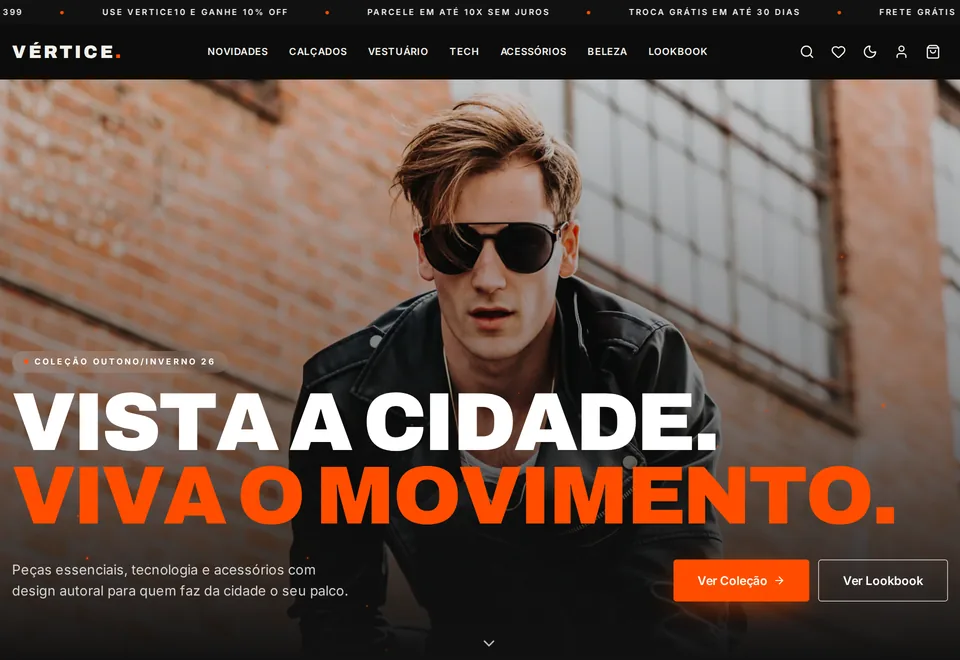 399 • USE VERTICE10 E GANHE 10% OFF • PARCELE EM ATÉ 10X SEM JUROS • TROCA GRÁTIS EM ATÉ 30 DIAS • FRETE GRÁTIS
VÉRTICE. NOVIDADES CALÇADOS VESTUÁRIO TECH ACESSÓRIOS BELEZA LOOKBOOK
COLEÇÃO OUTONO/INVERNO 26
VISTA A CIDADE.
VIVA O MOVIMENTO.
Peças essenciais, tecnologia e acessórios com
design autoral para quem faz da cidade o seu palco.
Ver Coleção → Ver Lookbook